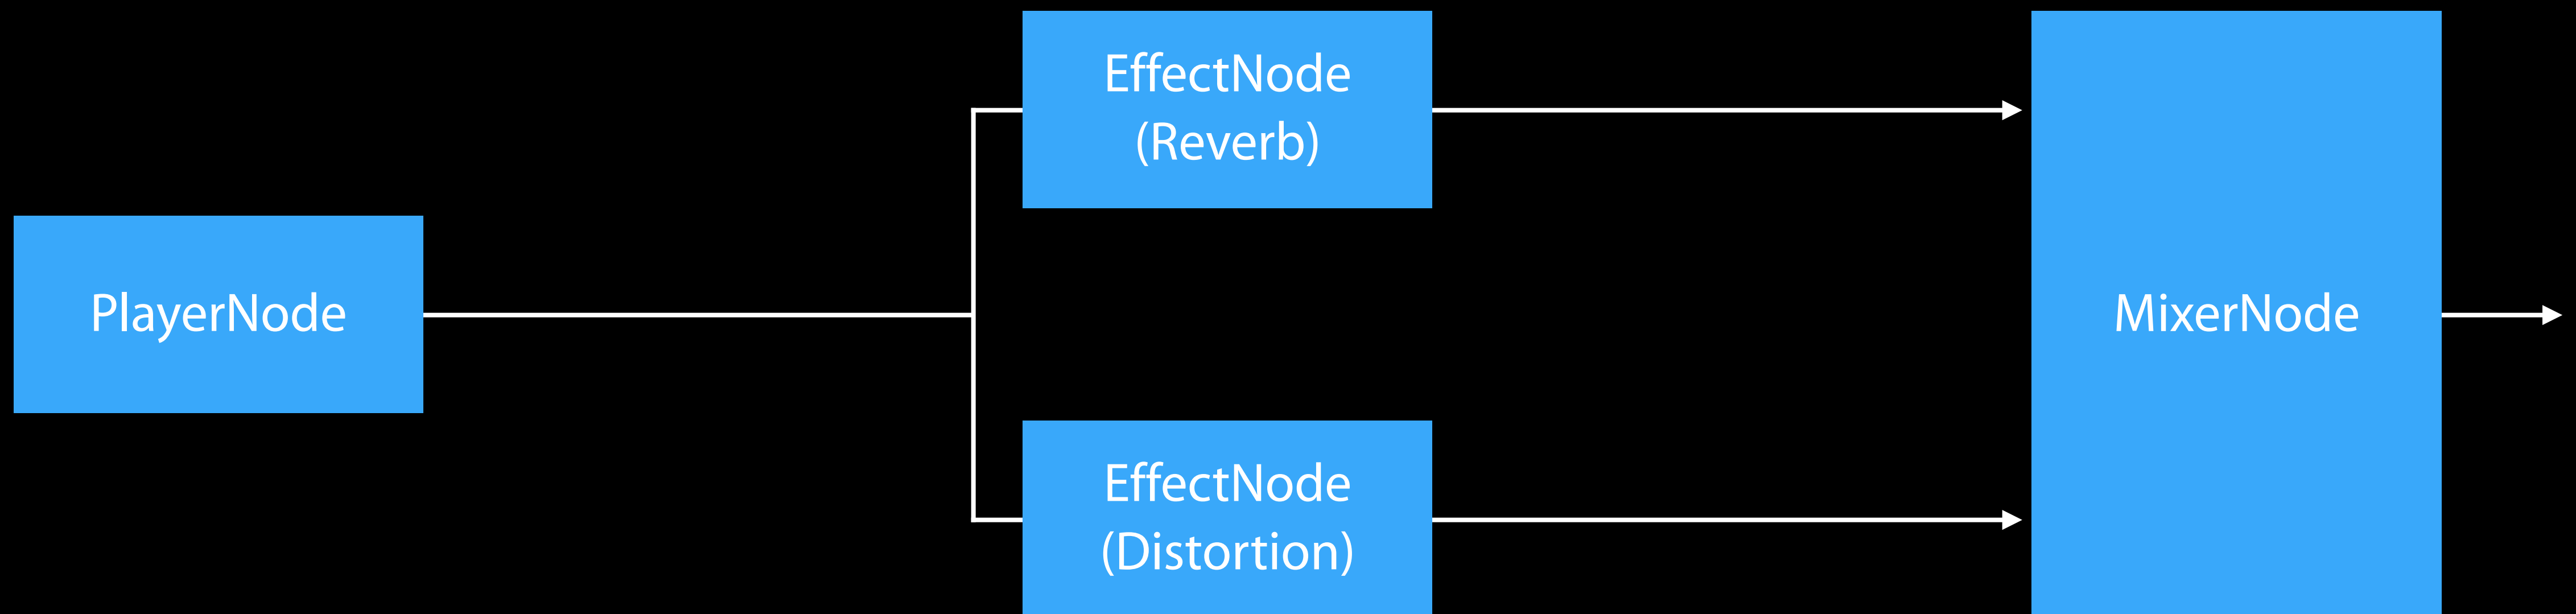 PlayerNode
EffectNode
(Reverb)
EffectNode
(Distortion)
MixerNode